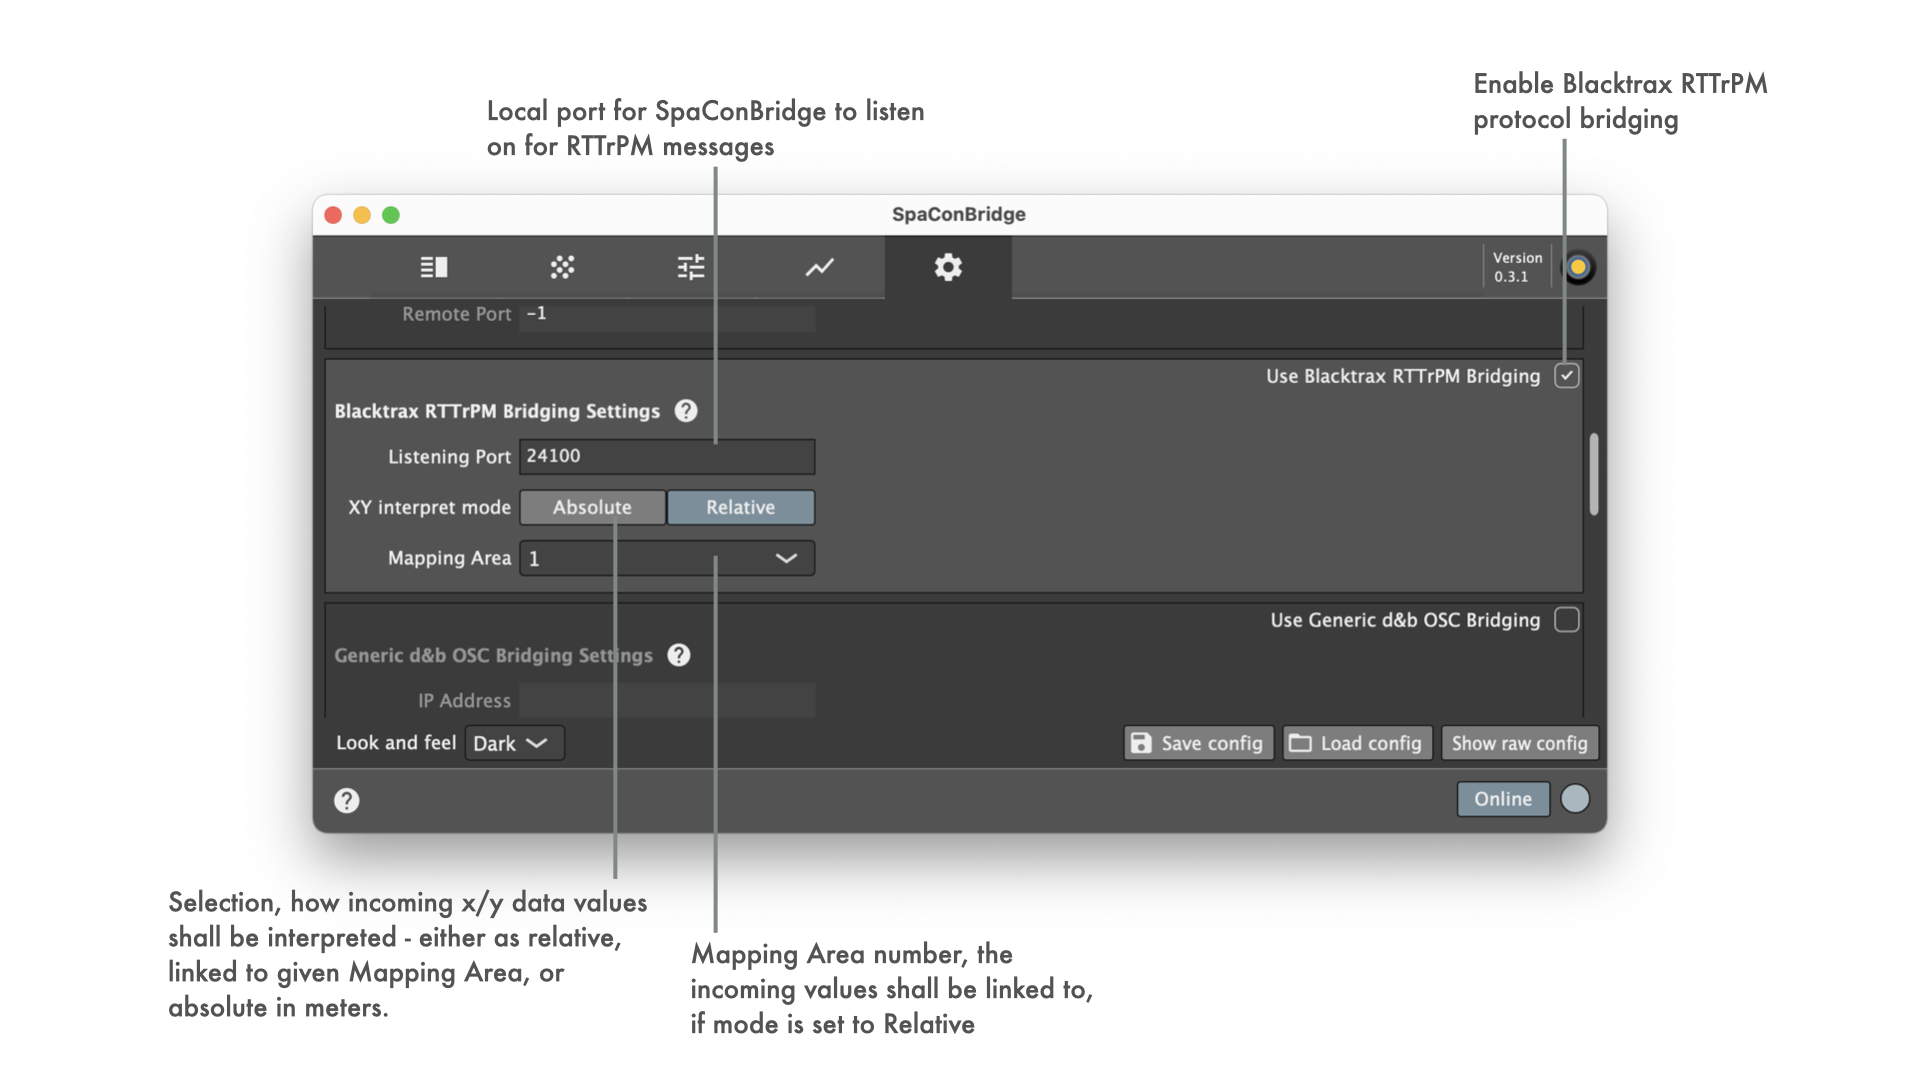 Enable Blacktrax RTTrPM
protocol bridging
Local port for SpaConBridge to listen
on for RTTrPM messages
SpaConBridge
Version
0.3.1
Remote Port -1
Use Blacktrax RTTrPM Bridging
Blacktrax RTTrPM Bridging Settings ?
Listening Port 24100
XY interpret mode Absolute Relative
Mapping Area 1
Use Generic d&b OSC Bridging
Generic d&b OSC Bridging Settings ?
IP Address
Look and feel Dark Save config Load config Show raw config
? Online
Selection, how incoming x/y data values
shall be interpreted - either as relative,
linked to given Mapping Area, or
absolute in meters.
Mapping Area number, the
incoming values shall be linked to,
if mode is set to Relative